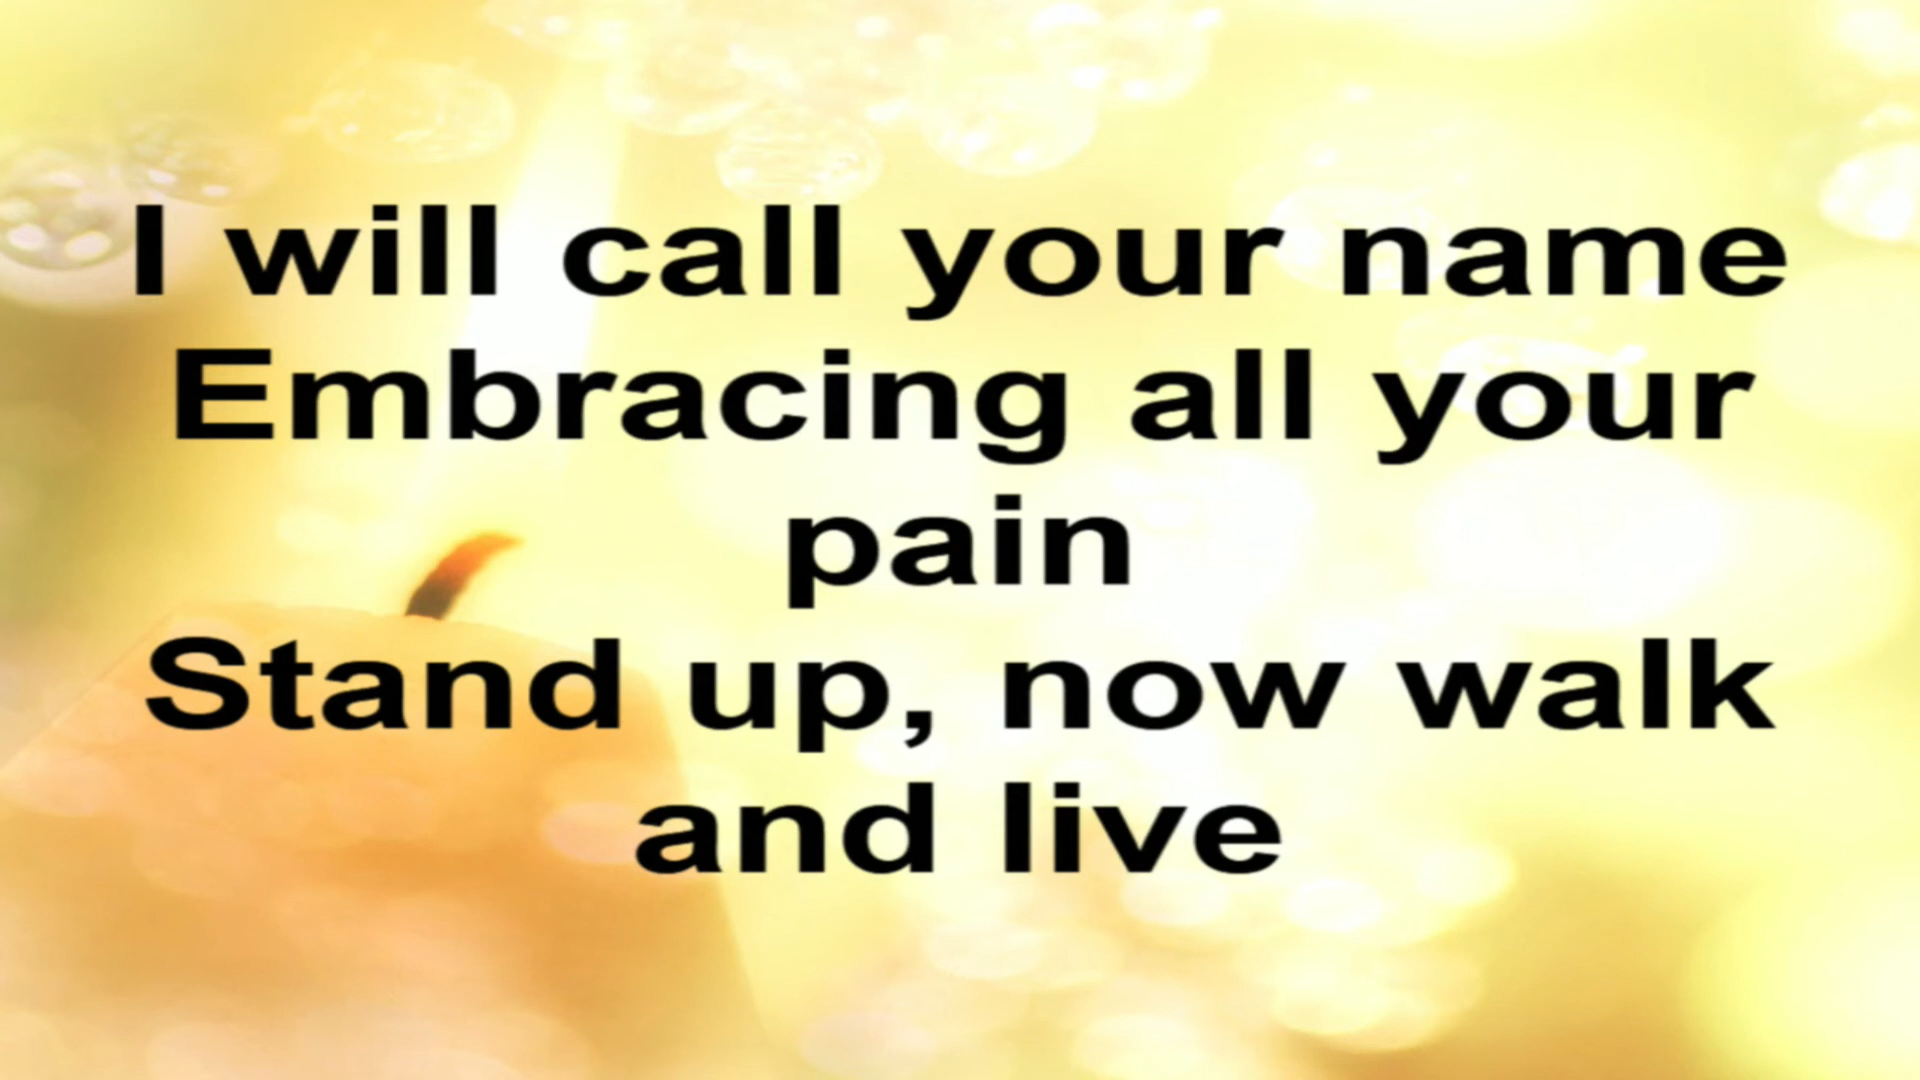 I will call your name
Embracing all your
pain
Stand up, now walk
and live